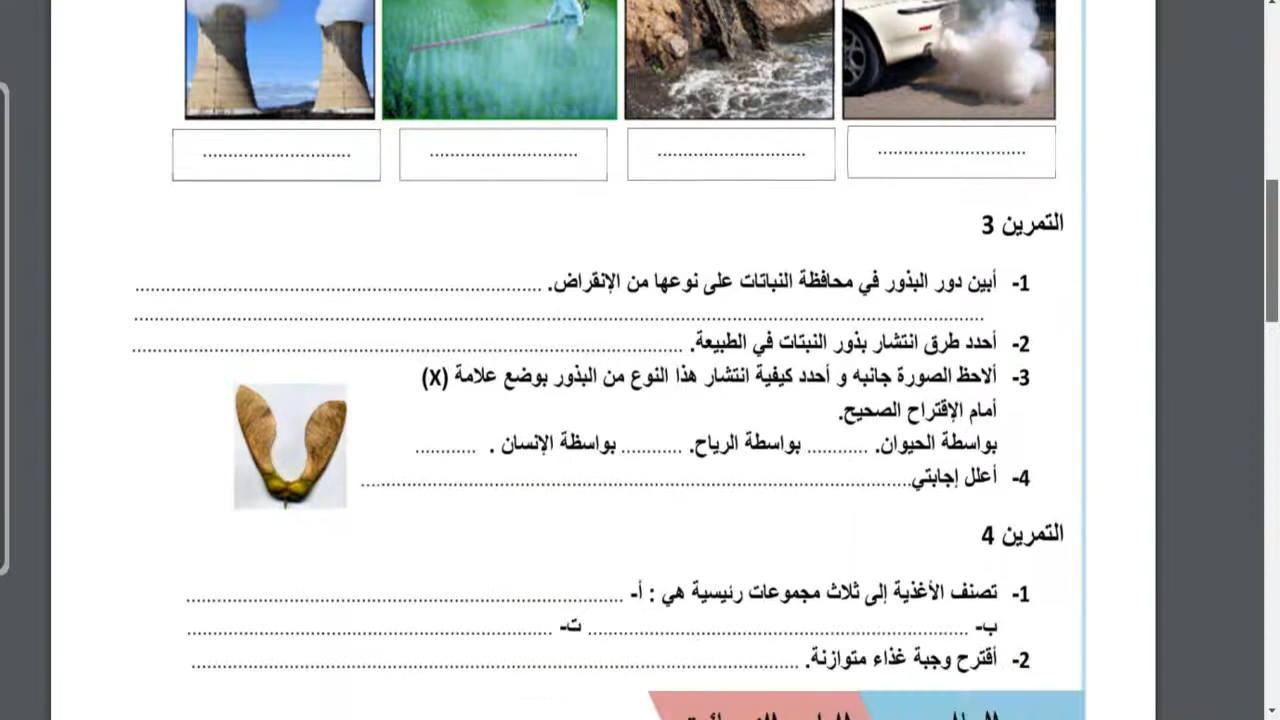 .............................. .............................. .............................. ..............................
التمرين 3
1- أبين دور البذور في محافظة النباتات على نوعها من الإنقراض. ..............................
............................................................
2- أحدد طرق انتشار بذور النبتات في الطبيعة. ..............................
3- ألاحظ الصورة جانبه و أحدد كيفية انتشار هذا النوع من البذور بوضع علامة (X)
أمام الإقتراح الصحيح.
بواسطة الحيوان. ............ بواسطة الرياح. ............ بواسظة الإنسان . ............
4- أعلل إجابتي..............................
التمرين 4
1- تصنف الأغذية إلى ثلاث مجموعات رئيسية هي : أ- ..............................
ب- .............................. ت- ..............................
2- أقترح وجبة غذاء متوازنة. ..............................